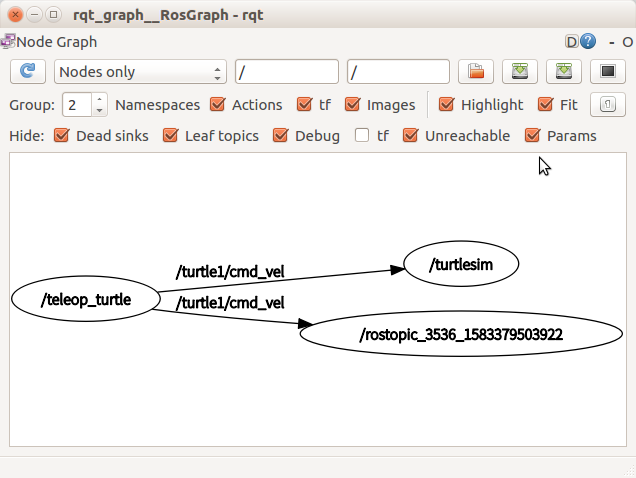 rqt_graph__RosGraph - rqt
Node Graph D ? - O
Nodes only / /
Group: 2 Namespaces Actions tf Images Highlight Fit
Hide: Dead sinks Leaf topics Debug tf Unreachable Params
/turtle1/cmd_vel
/turtlesim
/teleop_turtle
/turtle1/cmd_vel
/rostopic_3536_1583379503922